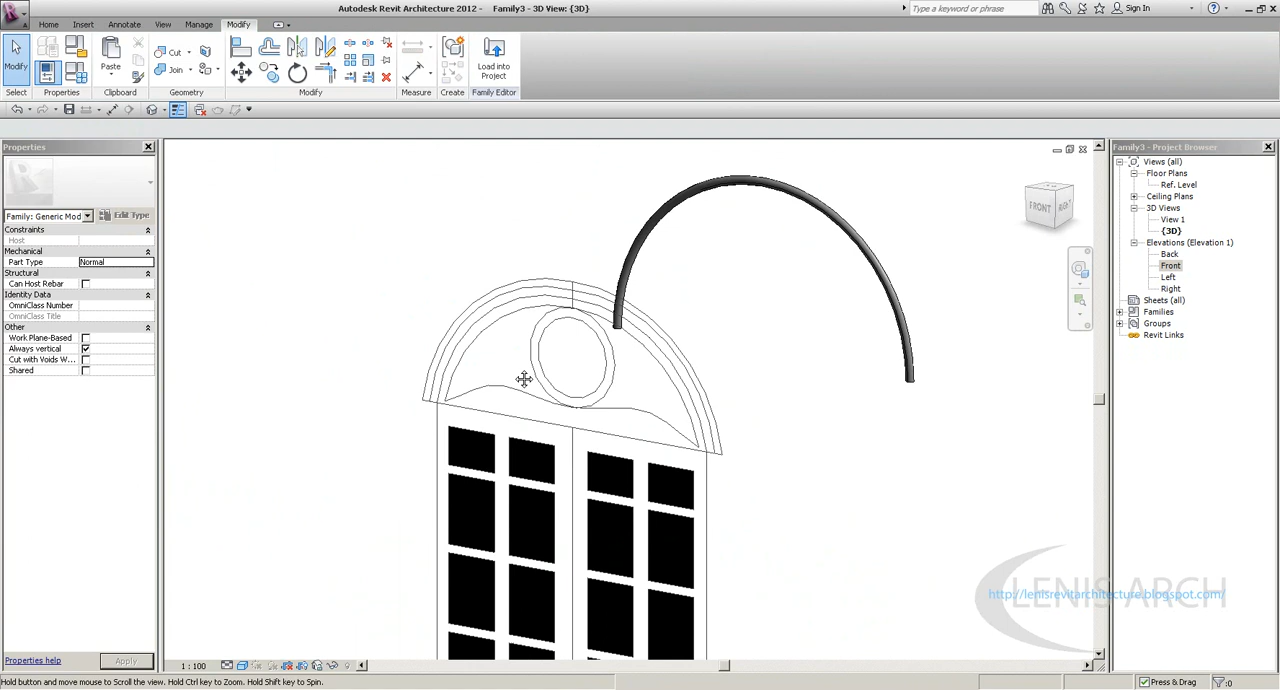 Autodesk Revit Architecture 2012 - Family3 - 3D View: {3D}
Type a keyword or phrase
Sign In
Home Insert Annotate View Manage Modify
Modify
Paste
Cut
Join
Load into
Project
Select Properties Clipboard Geometry Modify Measure Create Family Editor
Properties
Family: Generic Mod
Edit Type
Constraints
Host
Mechanical
Part Type Normal
Structural
Can Host Rebar
Identity Data
OmniClass Number
OmniClass Title
Other
Work Plane-Based
Always vertical
Cut with Voids W...
Shared
Properties help
Apply
FRONT
RIGHT
Family3 - Project Browser
Views (all)
Floor Plans
Ref. Level
Ceiling Plans
3D Views
View 1
{3D}
Elevations (Elevation 1)
Back
Front
Left
Right
Sheets (all)
Families
Groups
Revit Links
LENIS ARCH
http://lenisrevitarchitecture.blogspot.com/
1 : 100
Hold button and move mouse to Scroll the view. Hold Ctrl key to Zoom. Hold Shift key to Spin.
Press & Drag
:0